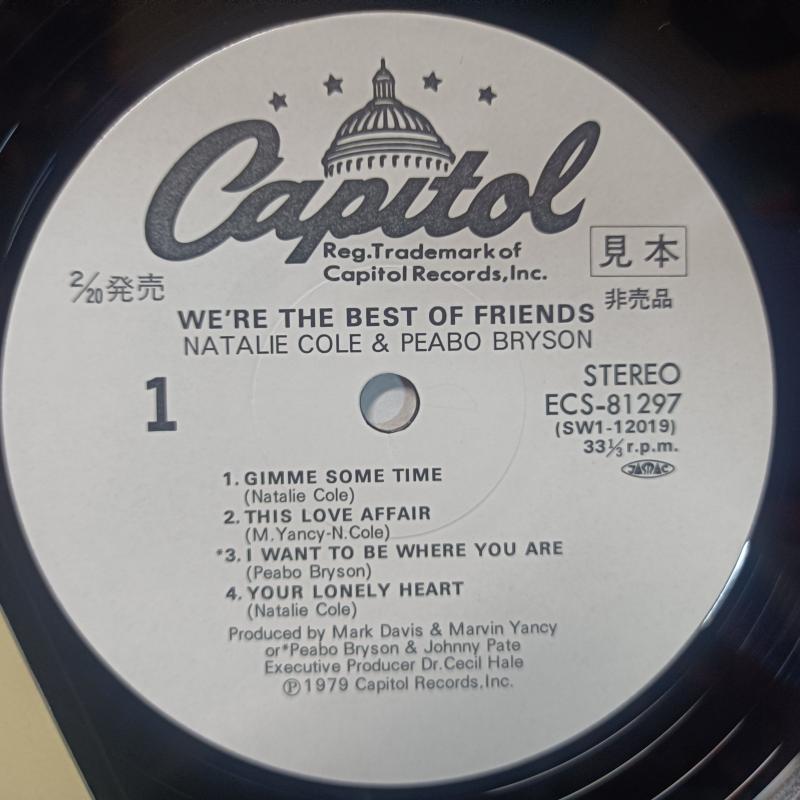 Capitol
Reg.Trademark of
Capitol Records,Inc.
見本
2/20発売
非売品
WE'RE THE BEST OF FRIENDS
NATALIE COLE & PEABO BRYSON
1
STEREO
ECS-81297
(SW1-12019)
33⅓ r.p.m.
JASRAC
1. GIMME SOME TIME
(Natalie Cole)
2. THIS LOVE AFFAIR
(M.Yancy-N.Cole)
*3. I WANT TO BE WHERE YOU ARE
(Peabo Bryson)
4. YOUR LONELY HEART
(Natalie Cole)
Produced by Mark Davis & Marvin Yancy
or*Peabo Bryson & Johnny Pate
Executive Producer Dr.Cecil Hale
℗1979 Capitol Records,Inc.